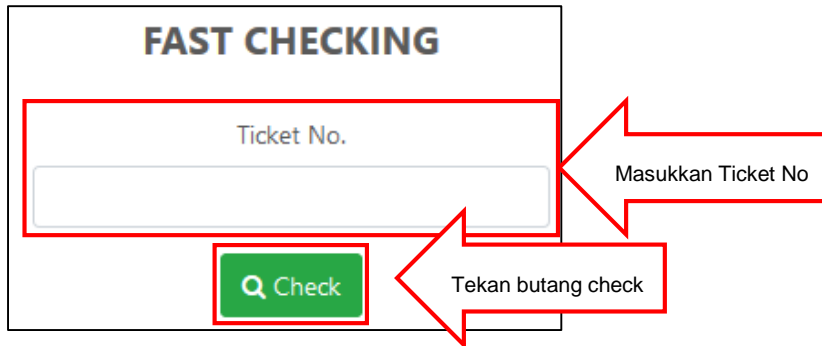 FAST CHECKING
Ticket No.
Masukkan Ticket No
Check
Tekan butang check